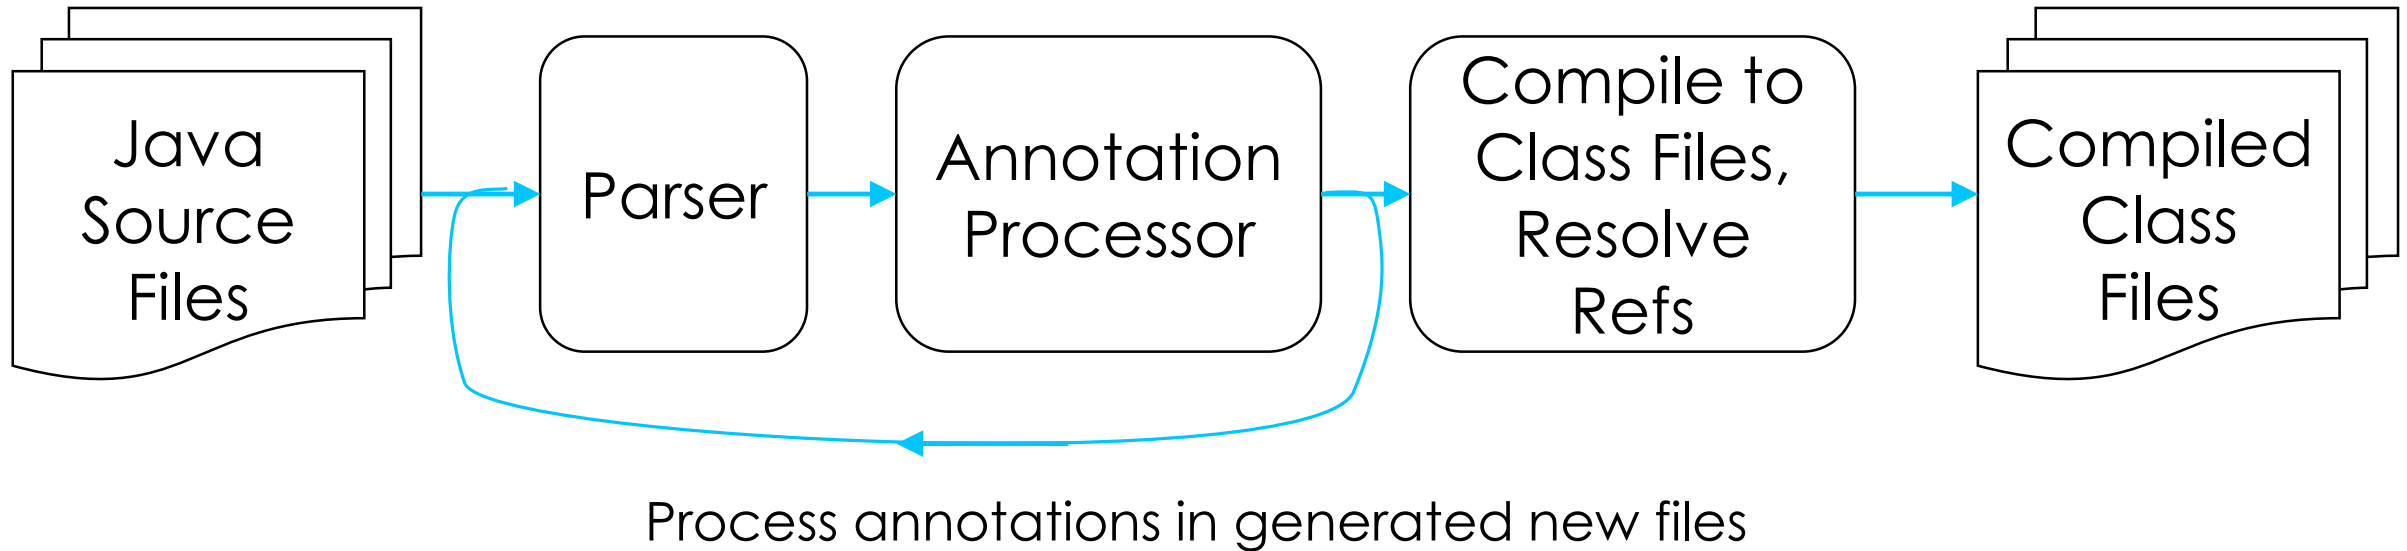 Java
Source
Files
Parser
Annotation
Processor
Compile to
Class Files,
Resolve
Refs
Compiled
Class
Files
Process annotations in generated new files